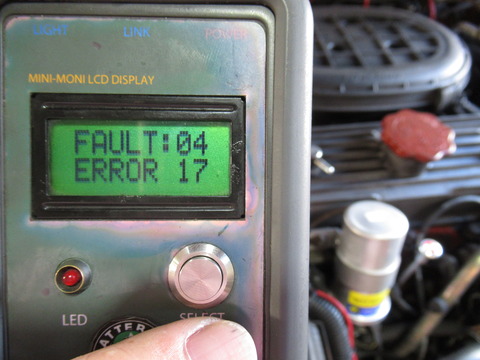 LIGHT LINK POWER
MINI-MONI LCD DISPLAY
FAULT:04
ERROR 17
LED SELECT